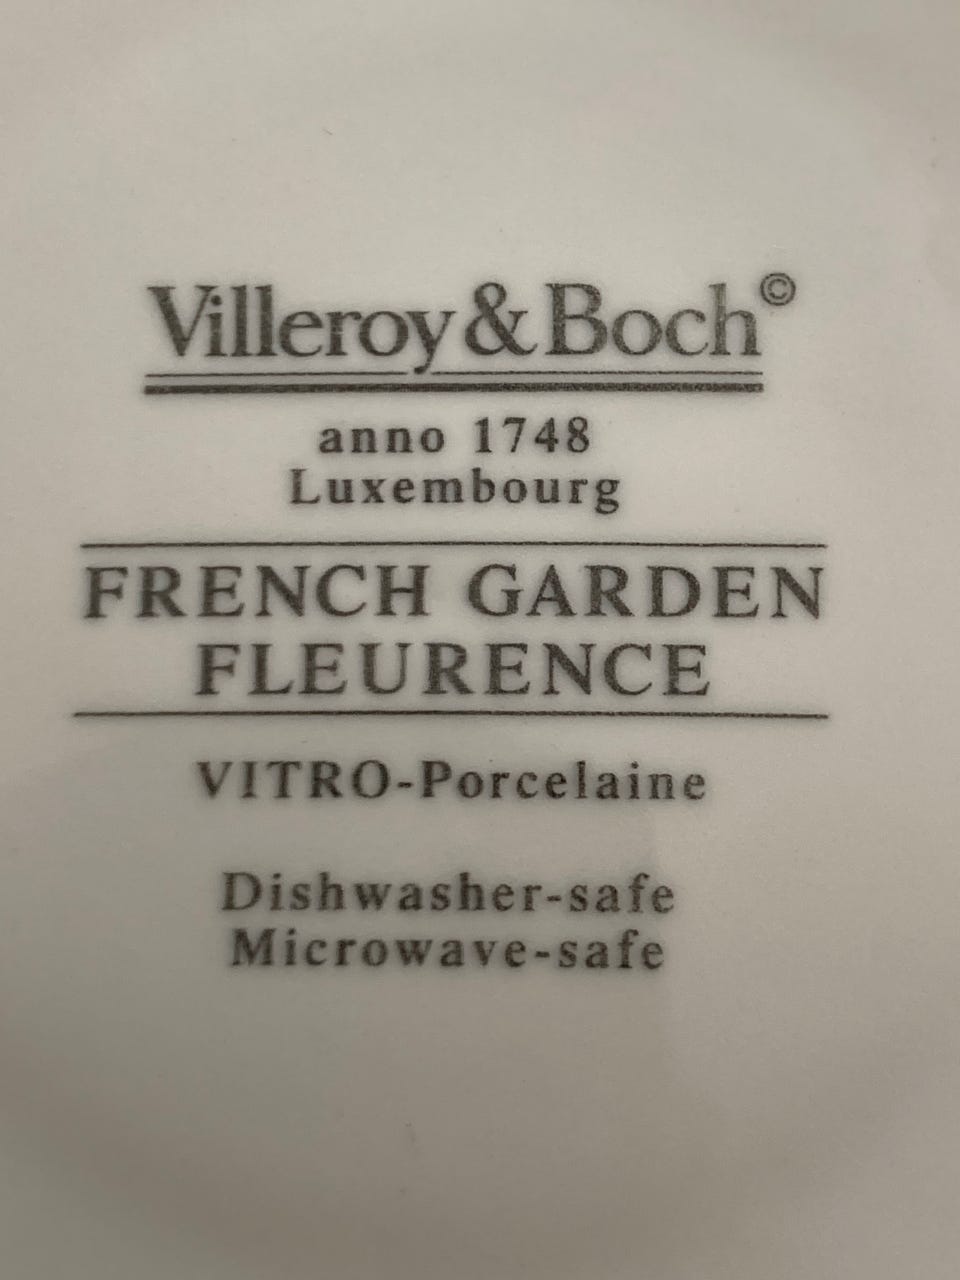 Villeroy & Boch©
anno 1748
Luxembourg
FRENCH GARDEN
FLEURENCE
VITRO-Porcelaine
Dishwasher-safe
Microwave-safe